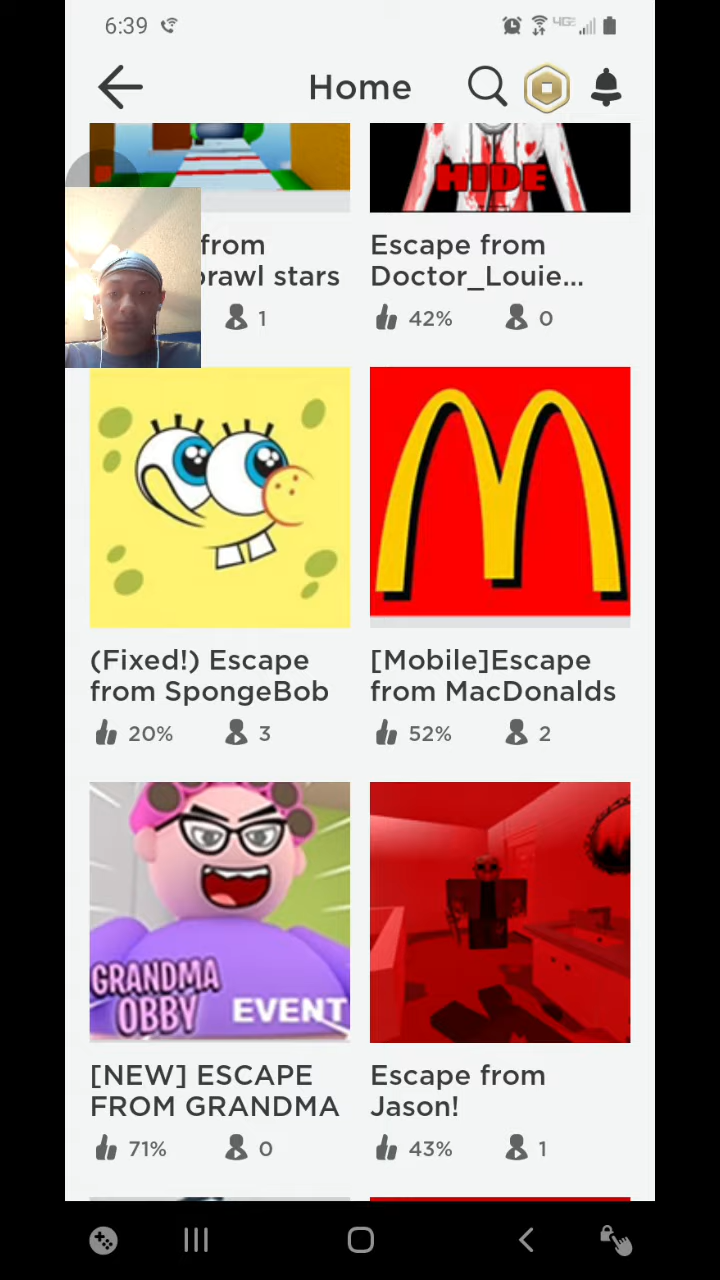 6:39
4GE
Home
HIDE
from
brawl stars
1
Escape from
Doctor_Louie...
42%
0
(Fixed!) Escape
from SpongeBob
20%
3
[Mobile]Escape
from MacDonalds
52%
2
GRANDMA
OBBY
EVENT
[NEW] ESCAPE
FROM GRANDMA
71%
0
Escape from
Jason!
43%
1